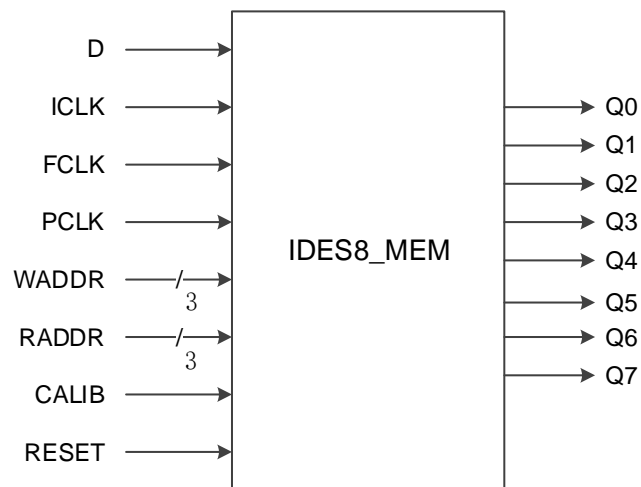 D
ICLK
FCLK
PCLK
WADDR
/
3
RADDR
/
3
CALIB
RESET
IDES8_MEM
Q0
Q1
Q2
Q3
Q4
Q5
Q6
Q7